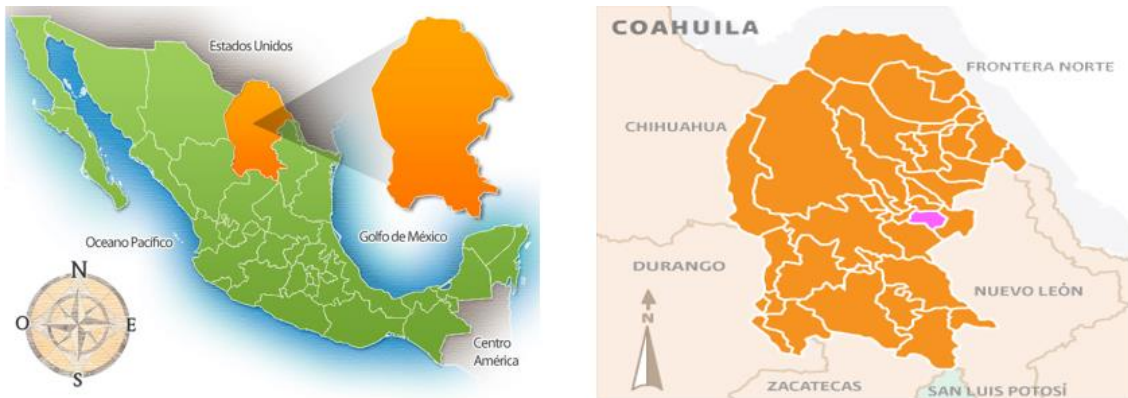 Estados Unidos
Oceano Pacífico
Golfo de México
Centro
América
N
O
E
S
COAHUILA
FRONTERA NORTE
CHIHUAHUA
DURANGO
NUEVO LEÓN
N
ZACATECAS
SAN LUIS POTOSÍ